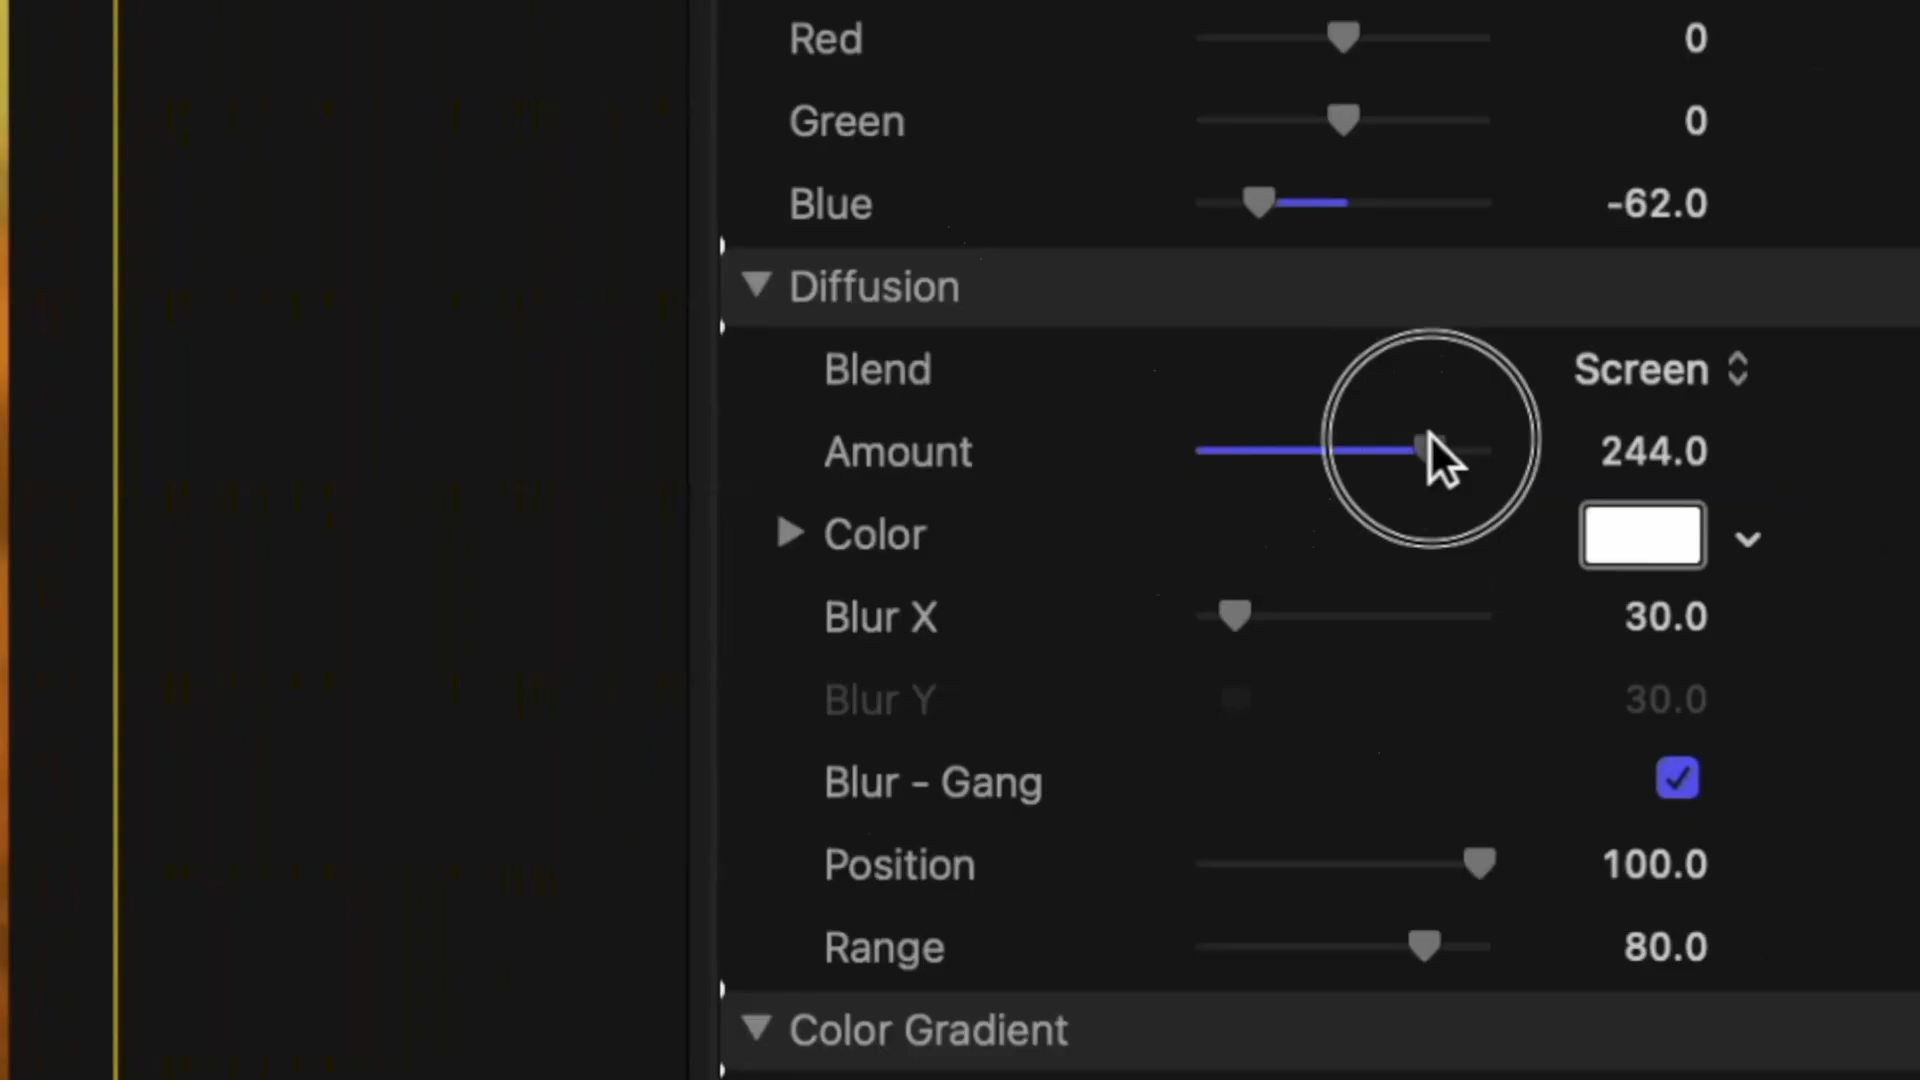 Red 0
Green 0
Blue -62.0
Diffusion
Blend Screen
Amount 244.0
Color
Blur X 30.0
Blur Y 30.0
Blur - Gang
Position 100.0
Range 80.0
Color Gradient